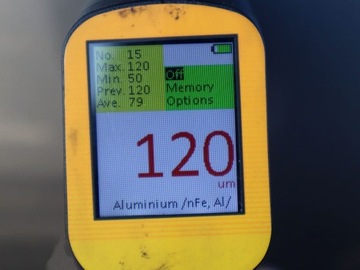 No. 15
Max. 120
Min. 50
Prev. 120
Ave. 79
Off
Memory
Options
120
um
Aluminium /nFe, Al/